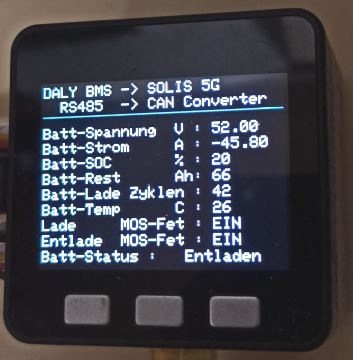 DALY BMS -> SOLIS 5G
RS485 -> CAN Converter
Batt-Spannung V : 52.00
Batt-Strom A : -45.80
Batt-SOC % : 20
Batt-Rest Ah: 66
Batt-Lade Zyklen : 42
Batt-Temp C : 26
Lade MOS-Fet : EIN
Entlade MOS-Fet : EIN
Batt-Status : Entladen